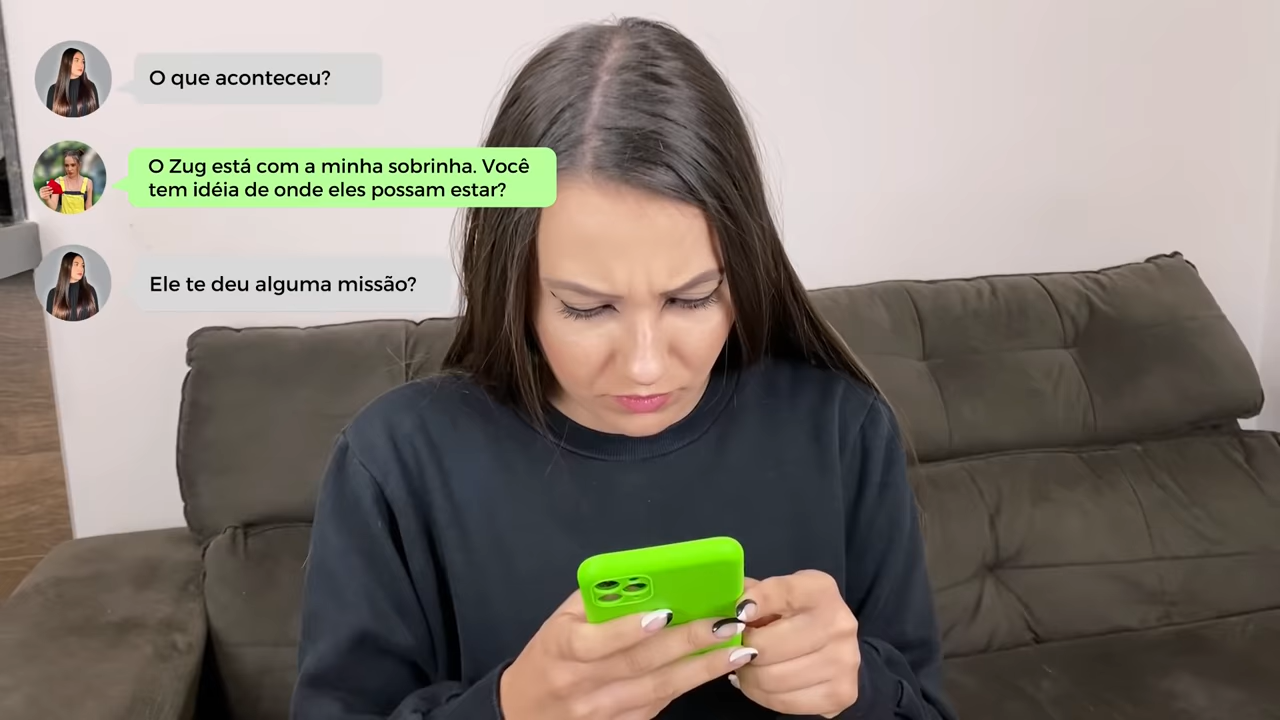 O que aconteceu?
O Zug está com a minha sobrinha. Você
tem idéia de onde eles possam estar?
Ele te deu alguma missão?